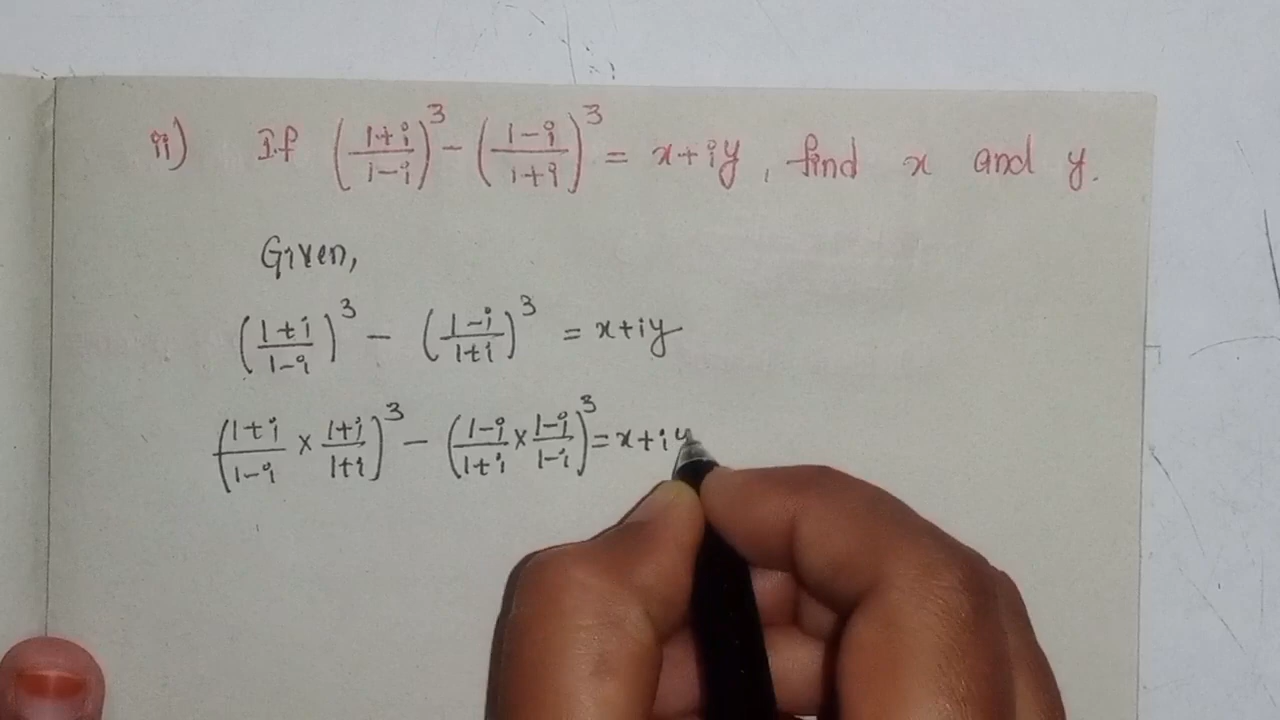 ii) If ((1+i)/(1-i))^3 - ((1-i)/(1+i))^3 = x+iy, find x and y.
Given,
((1+i)/(1-i))^3 - ((1-i)/(1+i))^3 = x+iy
((1+i)/(1-i) × (1+i)/(1+i))^3 - ((1-i)/(1+i) × (1-i)/(1-i))^3 = x+iy